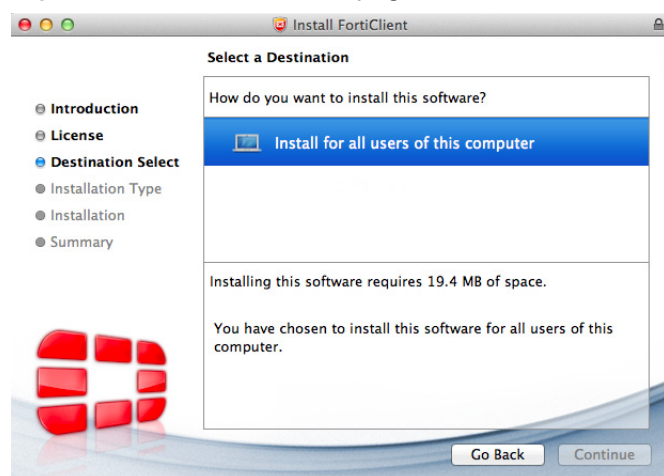 Install FortiClient
Select a Destination
Introduction
License
Destination Select
Installation Type
Installation
Summary
How do you want to install this software?
Install for all users of this computer
Installing this software requires 19.4 MB of space.
You have chosen to install this software for all users of this
computer.
Go Back
Continue